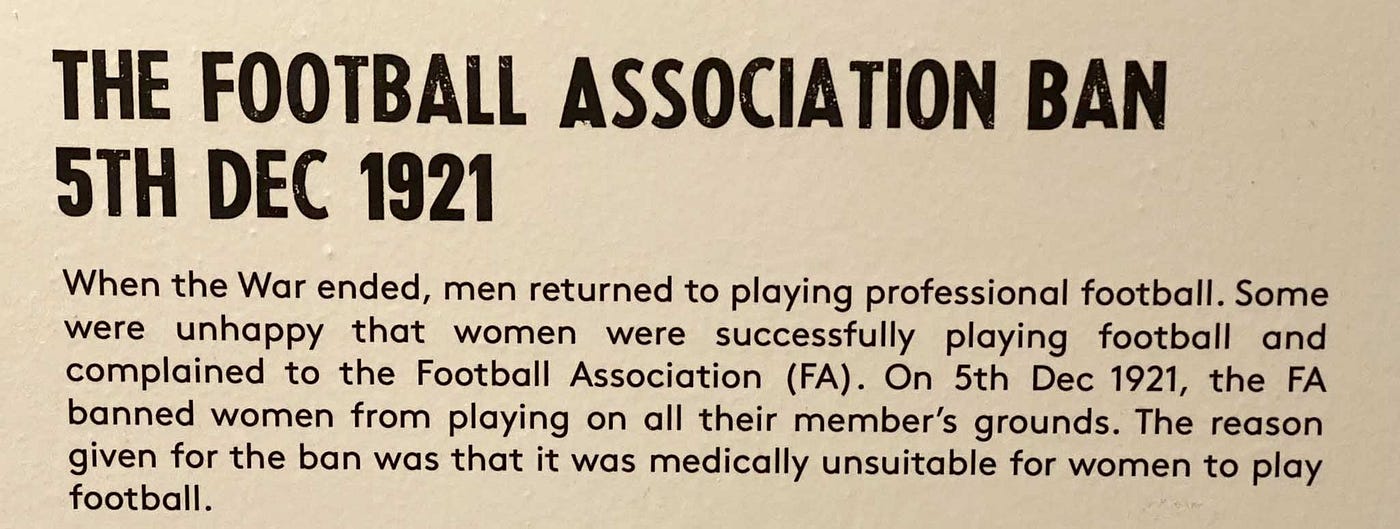 THE FOOTBALL ASSOCIATION BAN
5TH DEC 1921
When the War ended, men returned to playing professional football. Some
were unhappy that women were successfully playing football and
complained to the Football Association (FA). On 5th Dec 1921, the FA
banned women from playing on all their member's grounds. The reason
given for the ban was that it was medically unsuitable for women to play
football.